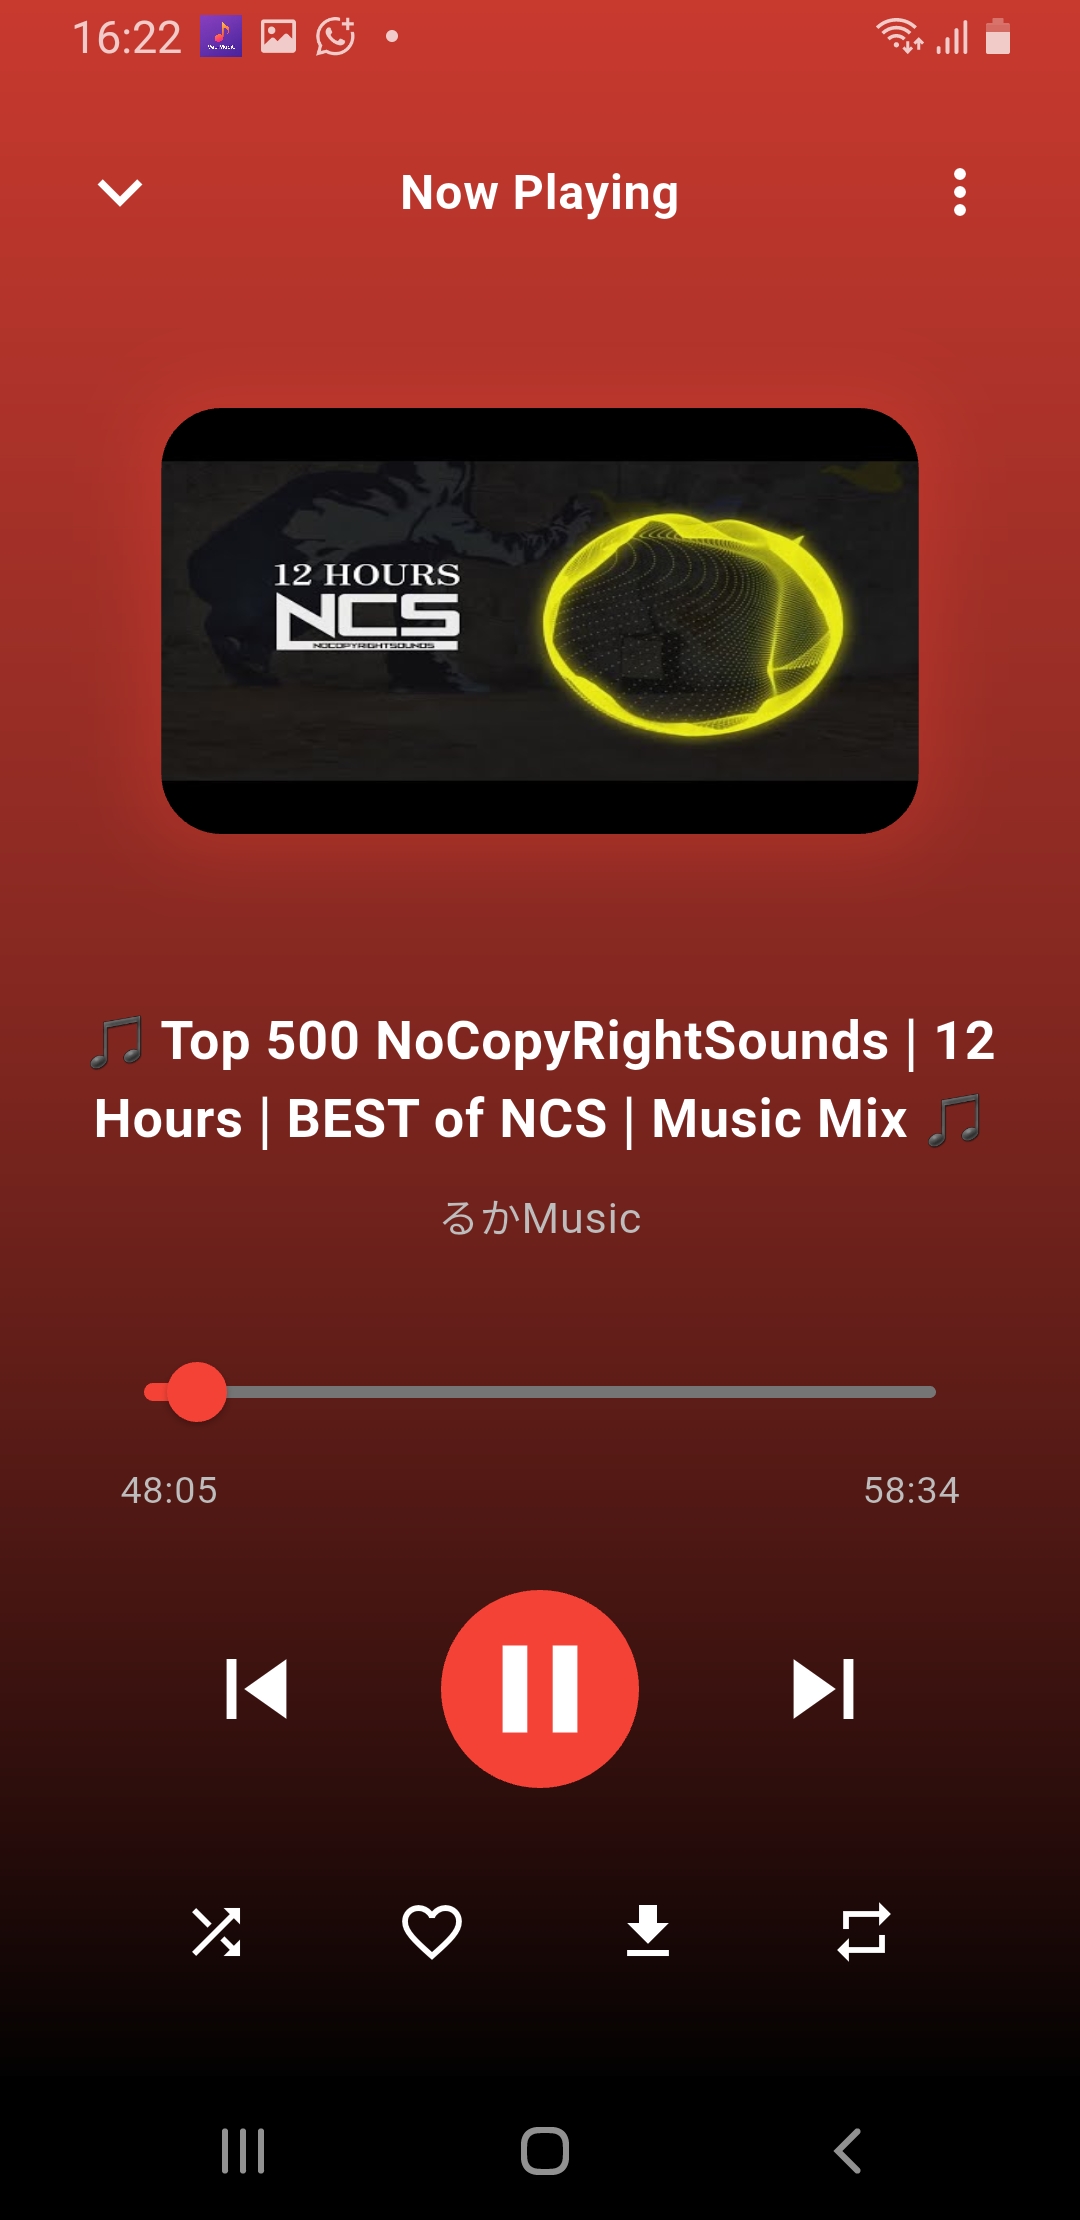 16:22
Now Playing
12 HOURS
NCS
NOCOPYRIGHTSOUNDS
🎵 Top 500 NoCopyRightSounds | 12
Hours | BEST of NCS | Music Mix 🎵
るかMusic
48:05
58:34